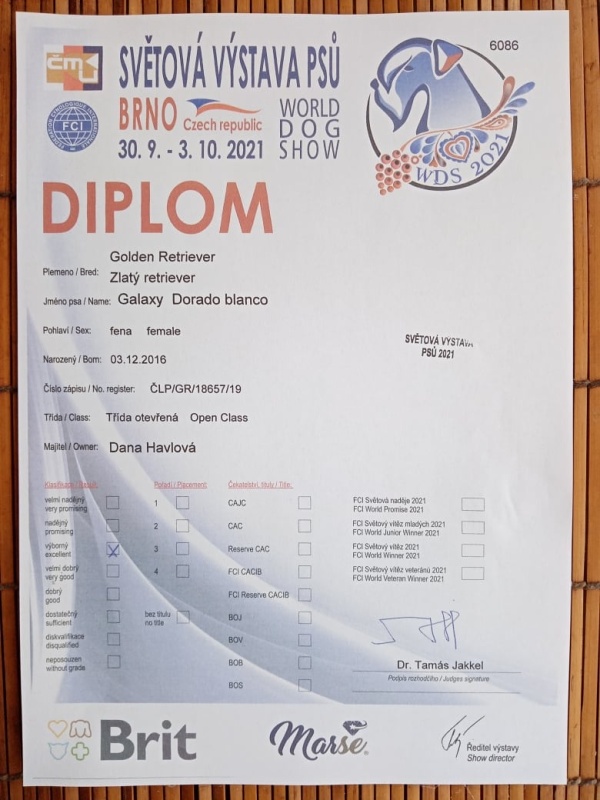 6086
ČMKU
SVĚTOVÁ VÝSTAVA PSŮ
FCI
BRNO Czech republic
WORLD DOG SHOW
30. 9. - 3. 10. 2021
WDS 2021
DIPLOM
Golden Retriever
Plemeno / Bred: Zlatý retriever
Jméno psa / Name: Galaxy Dorado blanco
Pohlaví / Sex: fena female
SVĚTOVÁ VÝSTAVA
PSŮ 2021
Narozený / Born: 03.12.2016
Číslo zápisu / No. register: ČLP/GR/18657/19
Třída / Class: Třída otevřená Open Class
Majitel / Owner: Dana Havlová
Klasifikace / Result: Pořadí / Placement: Čekatelství, tituly / Title:
velmi nadějný
very promising
nadějný
promising
výborný
excellent
velmi dobrý
very good
dobrý
good
dostatečný
sufficient
diskvalifikace
disqualified
neposouzen
without grade
1
2
3
4
bez titulu
no title
CAJC
CAC
Reserve CAC
FCI CACIB
FCI Reserve CACIB
BOJ
BOV
BOB
BOS
FCI Světová naděje 2021
FCI World Promise 2021
FCI Světový vítěz mladých 2021
FCI World Junior Winner 2021
FCI Světový vítěz 2021
FCI World Winner 2021
FCI Světový vítěz veteránů 2021
FCI World Veteran Winner 2021
Dr. Tamás Jakkel
Podpis rozhodčího / Judges signature
Brit
Marse
Ředitel výstavy
Show director